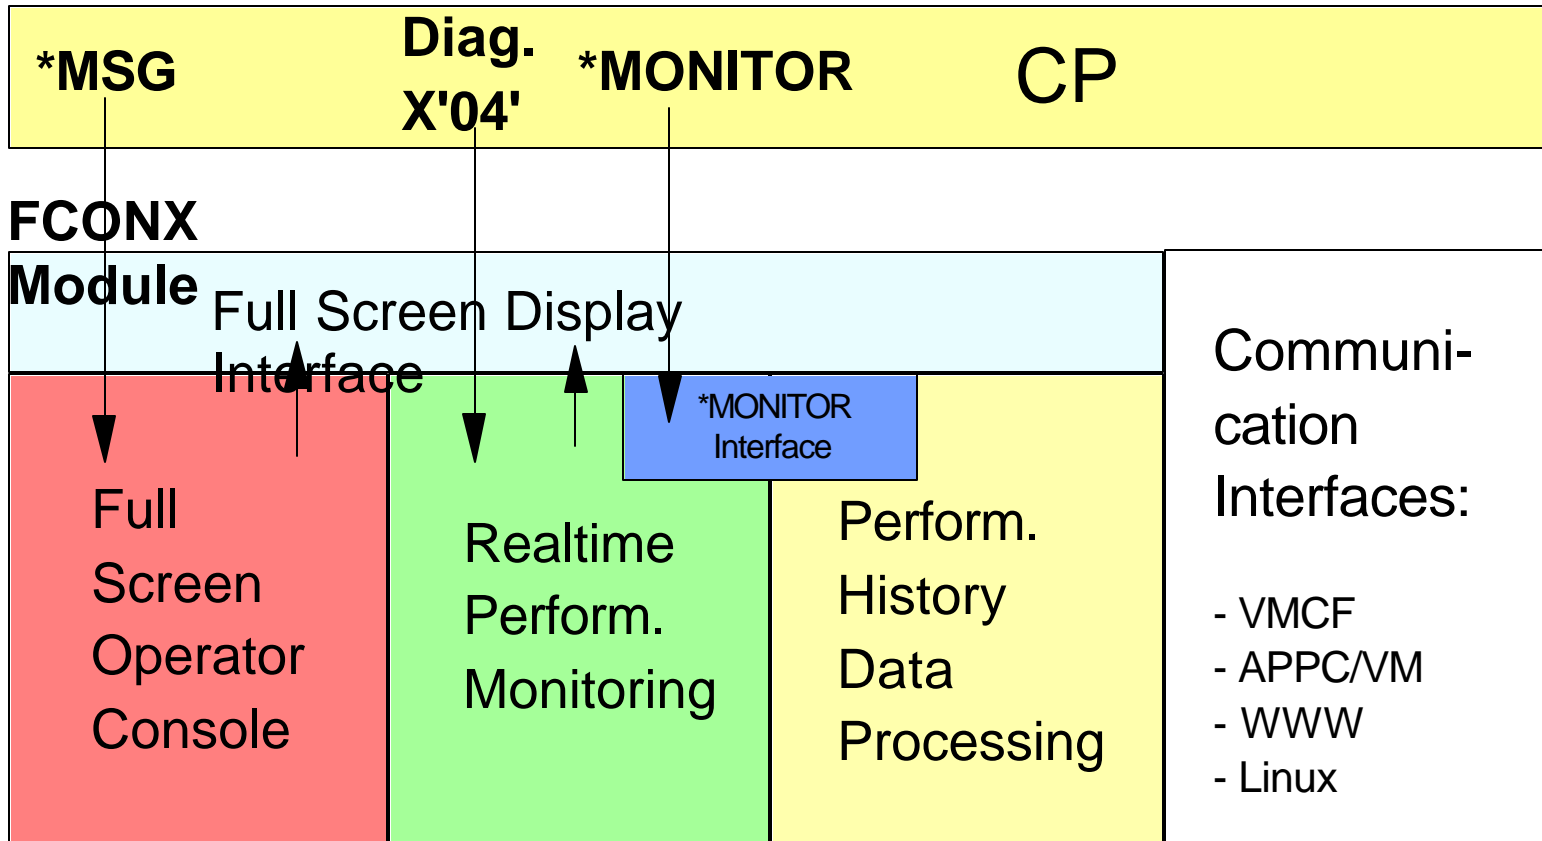 *MSG
Diag.
X'04'
*MONITOR
CP
FCONX
Module
Full Screen Display
Interface
*MONITOR
Interface
Full
Screen
Operator
Console
Realtime
Perform.
Monitoring
Perform.
History
Data
Processing
Communi-
cation
Interfaces:
- VMCF
- APPC/VM
- WWW
- Linux